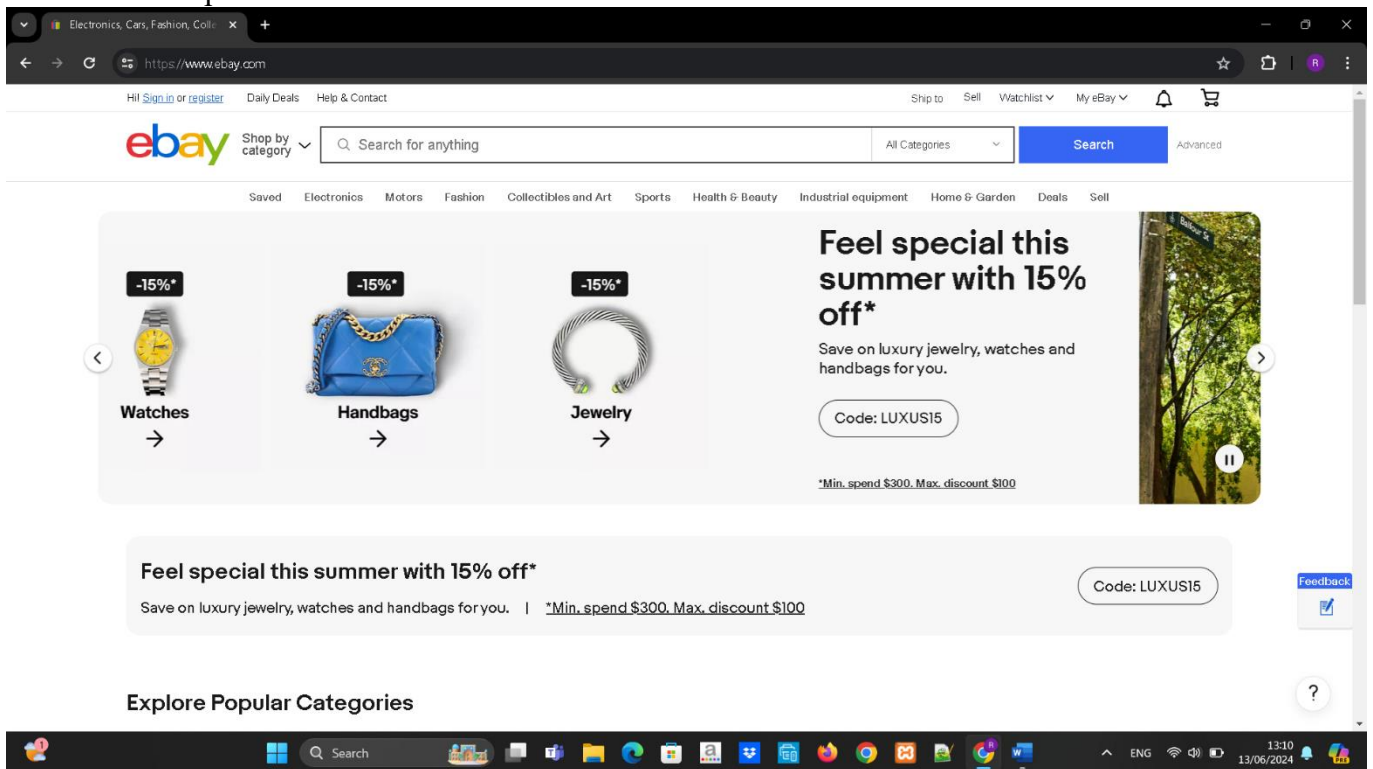 Electronics, Cars, Fashion, Colle
https://www.ebay.com
R
Hi! Sign in or register Daily Deals Help & Contact Ship to Sell Watchlist My eBay
ebay Shop by category Search for anything All Categories Search Advanced
Saved Electronics Motors Fashion Collectibles and Art Sports Health & Beauty Industrial equipment Home & Garden Deals Sell
-15%* -15%* -15%*
Watches Handbags Jewelry
Feel special this
summer with 15%
off*
Save on luxury jewelry, watches and
handbags for you.
Code: LUXUS15
*Min. spend $300. Max. discount $100
Balfour St
Feel special this summer with 15% off*
Save on luxury jewelry, watches and handbags for you. | *Min. spend $300. Max. discount $100
Code: LUXUS15
Feedback
Explore Popular Categories
?
1 Search ENG 13:10
13/06/2024